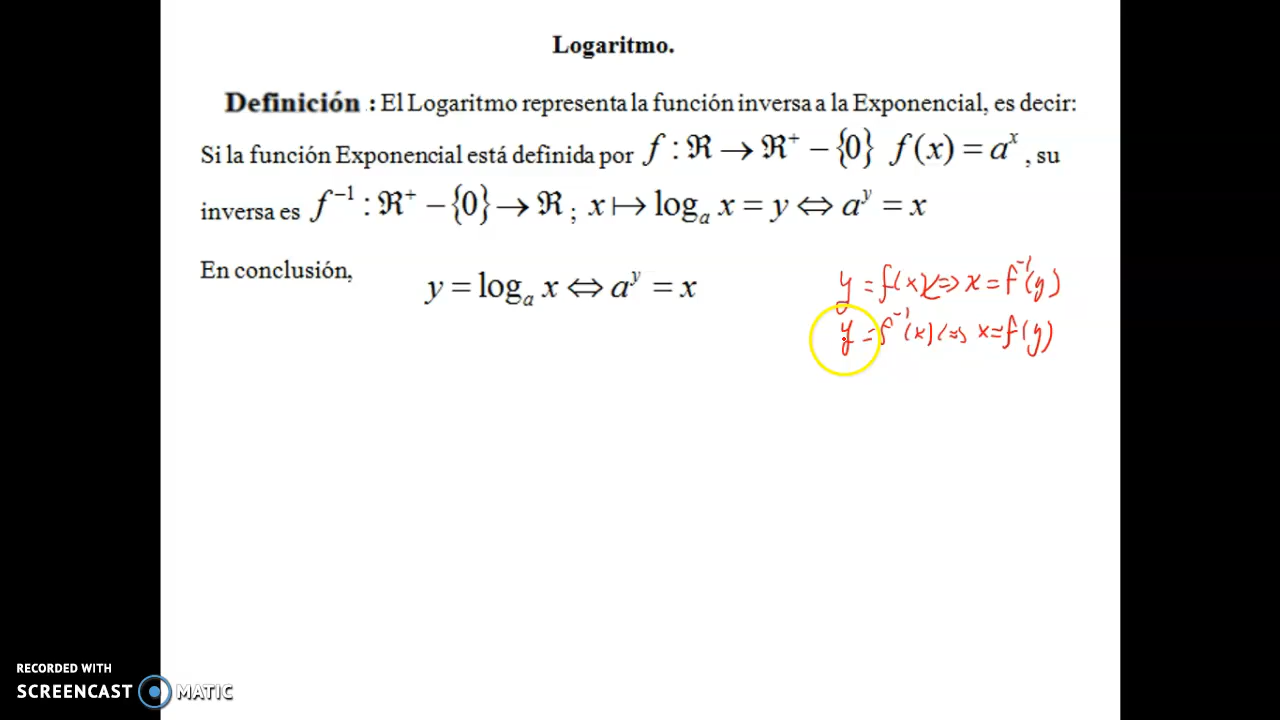 Logaritmo.
Definición : El Logaritmo representa la función inversa a la Exponencial, es decir:
Si la función Exponencial está definida por f : ℜ → ℜ⁺ − {0} f(x) = aˣ , su
inversa es f⁻¹ : ℜ⁺ − {0} → ℜ ; x ↦ logₐ x = y ⇔ aʸ = x
En conclusión, y = logₐ x ⇔ aʸ = x
y = f(x) ⇔ x = f⁻¹(y)
y = f⁻¹(x) ⇔ x = f(y)
RECORDED WITH
SCREENCAST MATIC